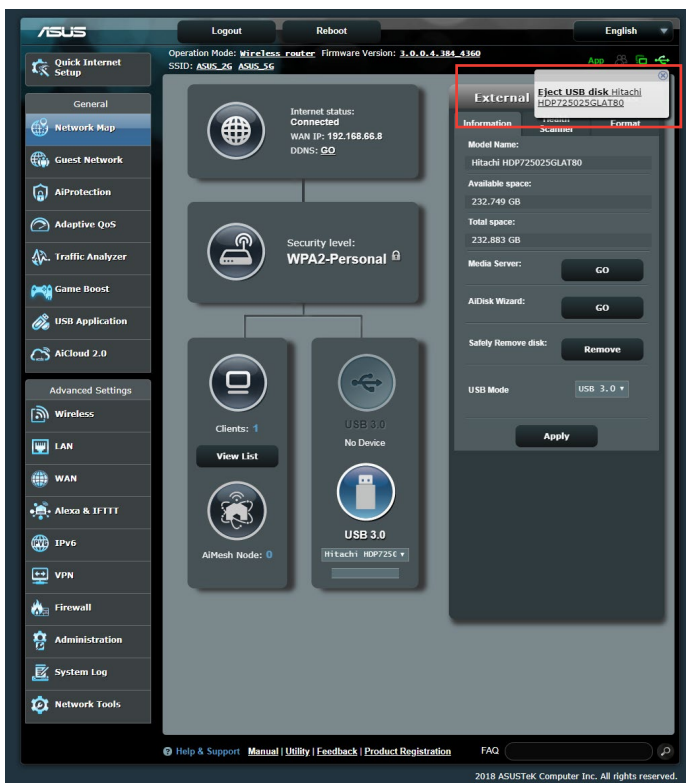 ASUS
Logout
Reboot
English
Quick Internet
Setup
Operation Mode: Wireless router Firmware Version: 3.0.0.4.384_4360
SSID: ASUS_2G ASUS_5G
App
General
Network Map
Guest Network
AiProtection
Adaptive QoS
Traffic Analyzer
Game Boost
USB Application
AiCloud 2.0
Advanced Settings
Wireless
LAN
WAN
Alexa & IFTTT
IPv6
VPN
Firewall
Administration
System Log
Network Tools
Internet status:
Connected
WAN IP: 192.168.66.8
DDNS: GO
Security level:
WPA2-Personal
Clients: 1
View List
AiMesh Node: 0
USB 3.0
No Device
USB 3.0
Hitachi HDP725(
External
Eject USB disk Hitachi
HDP725025GLAT80
Information
Health
Scanner
Format
Model Name:
Hitachi HDP725025GLAT80
Available space:
232.749 GB
Total space:
232.883 GB
Media Server:
GO
AiDisk Wizard:
GO
Safely Remove disk:
Remove
USB Mode
USB 3.0
Apply
Help & Support Manual | Utility | Feedback | Product Registration
FAQ
2018 ASUSTeK Computer Inc. All rights reserved.